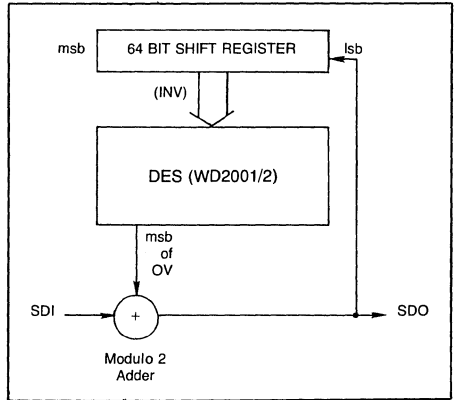 msb 64 BIT SHIFT REGISTER lsb
(INV)
DES (WD2001/2)
msb
of
OV
SDI + SDO
Modulo 2
Adder